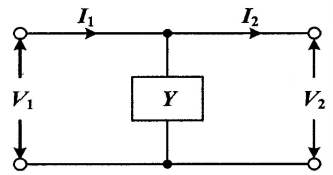 I₁ I₂
V₁ Y V₂